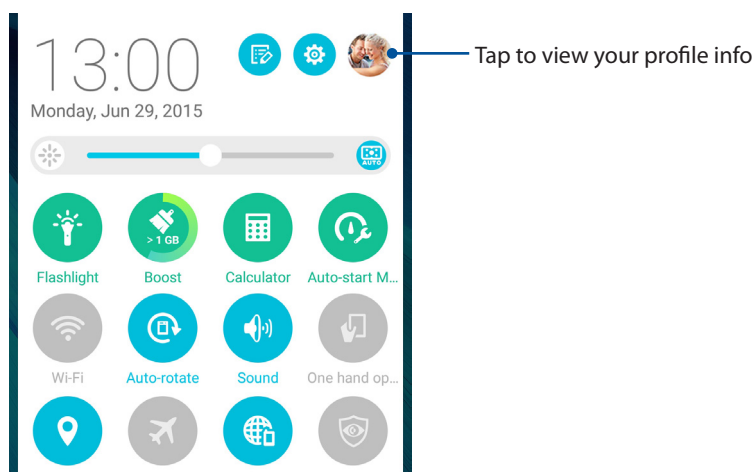 13:00
Tap to view your profile info
Monday, Jun 29, 2015
AUTO
> 1 GB
Flashlight Boost Calculator Auto-start M...
Wi-Fi Auto-rotate Sound One hand op...